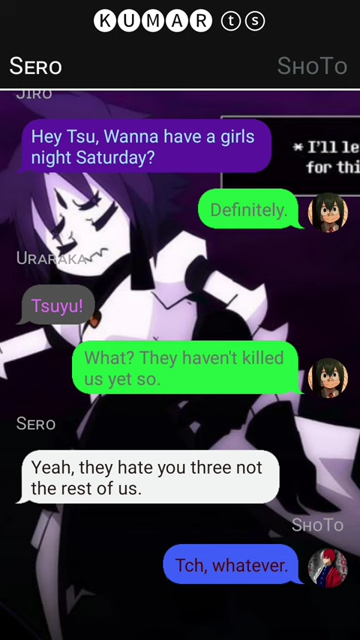 KUMAR ts
SERO
SHOTO
JIRO
Hey Tsu, Wanna have a girls
night Saturday?
* I'll le
for thi
Definitely.
URARAKA
Tsuyu!
What? They haven't killed
us yet so.
SERO
Yeah, they hate you three not
the rest of us.
SHOTO
Tch, whatever.